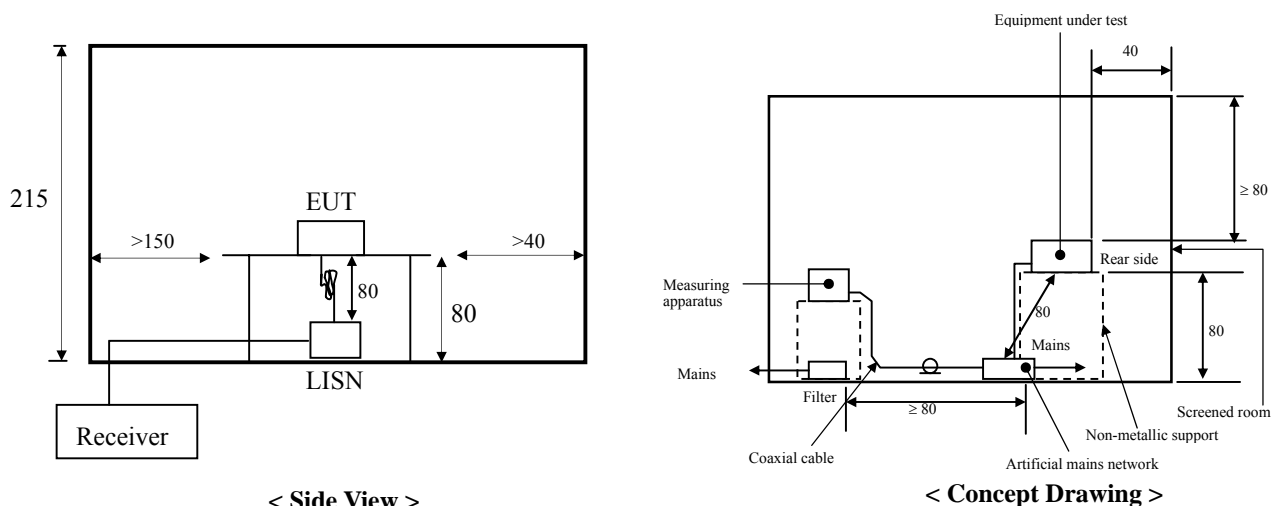 215
EUT
>150
>40
80
80
LISN
Receiver
< Side View >
Equipment under test
40
≥ 80
Rear side
Measuring
apparatus
80
80
Mains
Mains
Filter
≥ 80
Screened room
Non-metallic support
Coaxial cable
Artificial mains network
< Concept Drawing >